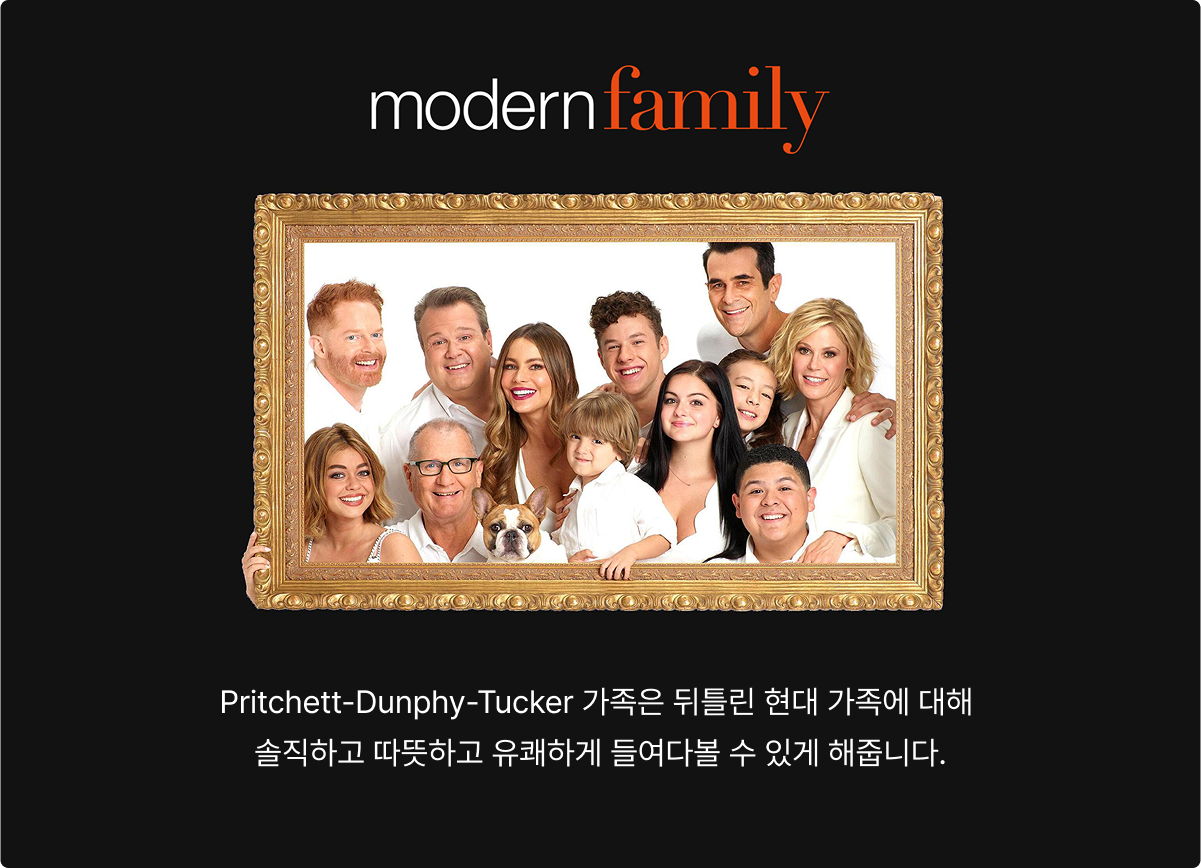 modernfamily
Pritchett-Dunphy-Tucker 가족은 뒤틀린 현대 가족에 대해
솔직하고 따뜻하고 유쾌하게 들여다볼 수 있게 해줍니다.